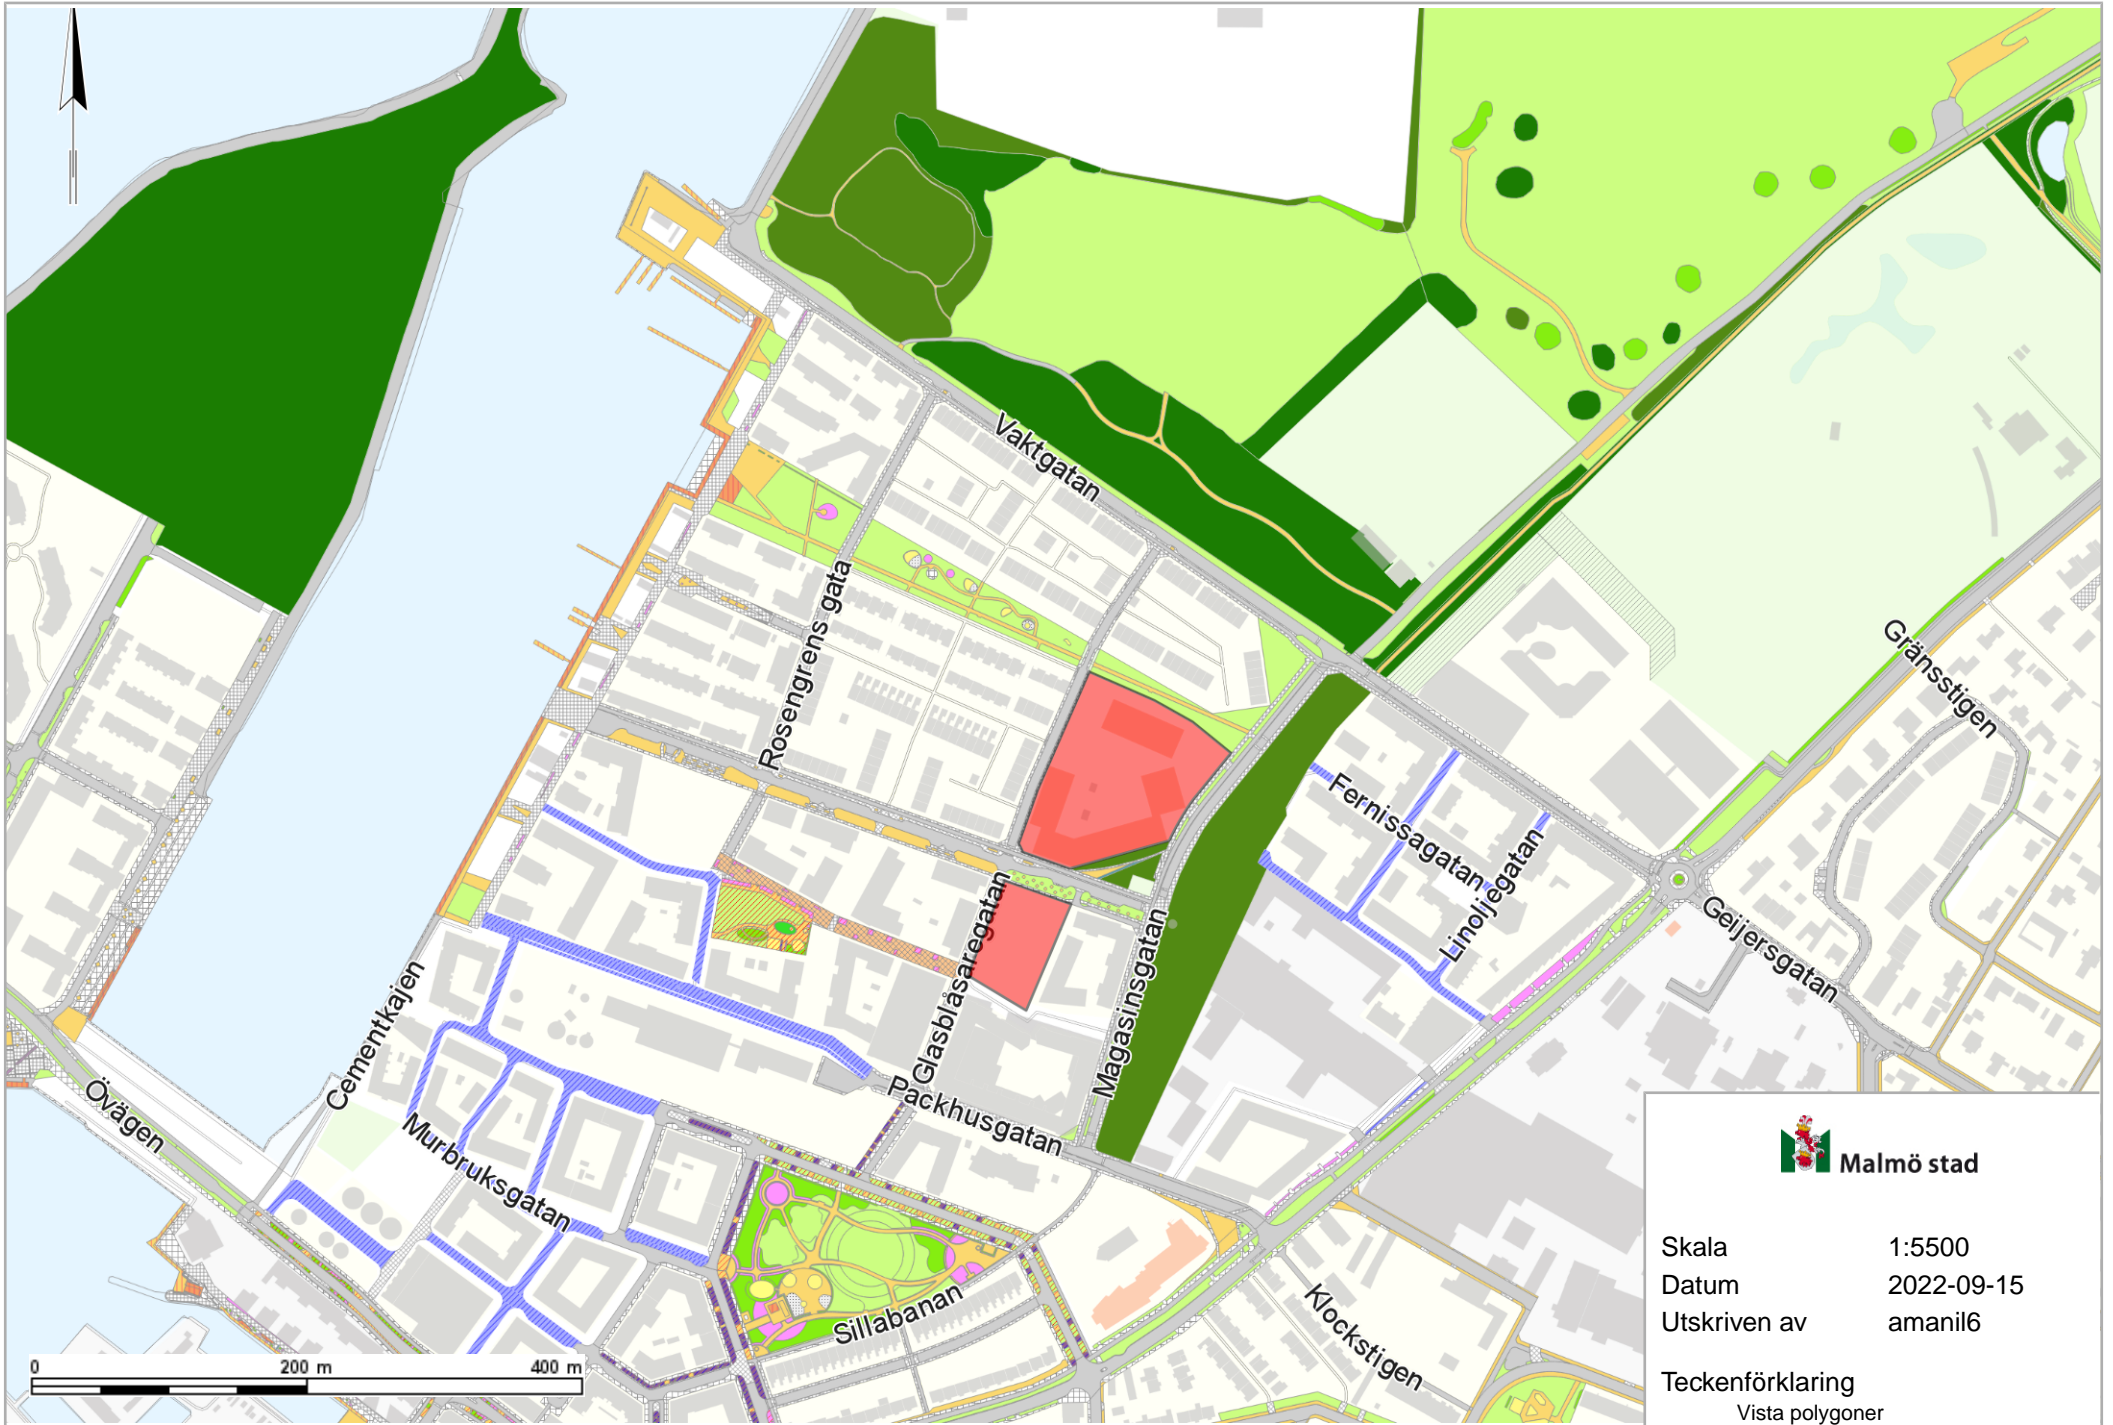 Vaktgatan
Rosengrens gata
Gränsstigen
Fernissagatan
Linoljegatan
Geijersgatan
Glasblåsaregatan
Magasinsgatan
Cementkajen
Packhusgatan
Övägen
Murbruksgatan
Sillabanan
Klockstigen
0 200 m 400 m
Malmö stad
Skala 1:5500
Datum 2022-09-15
Utskriven av amanil6
Teckenförklaring
Vista polygoner